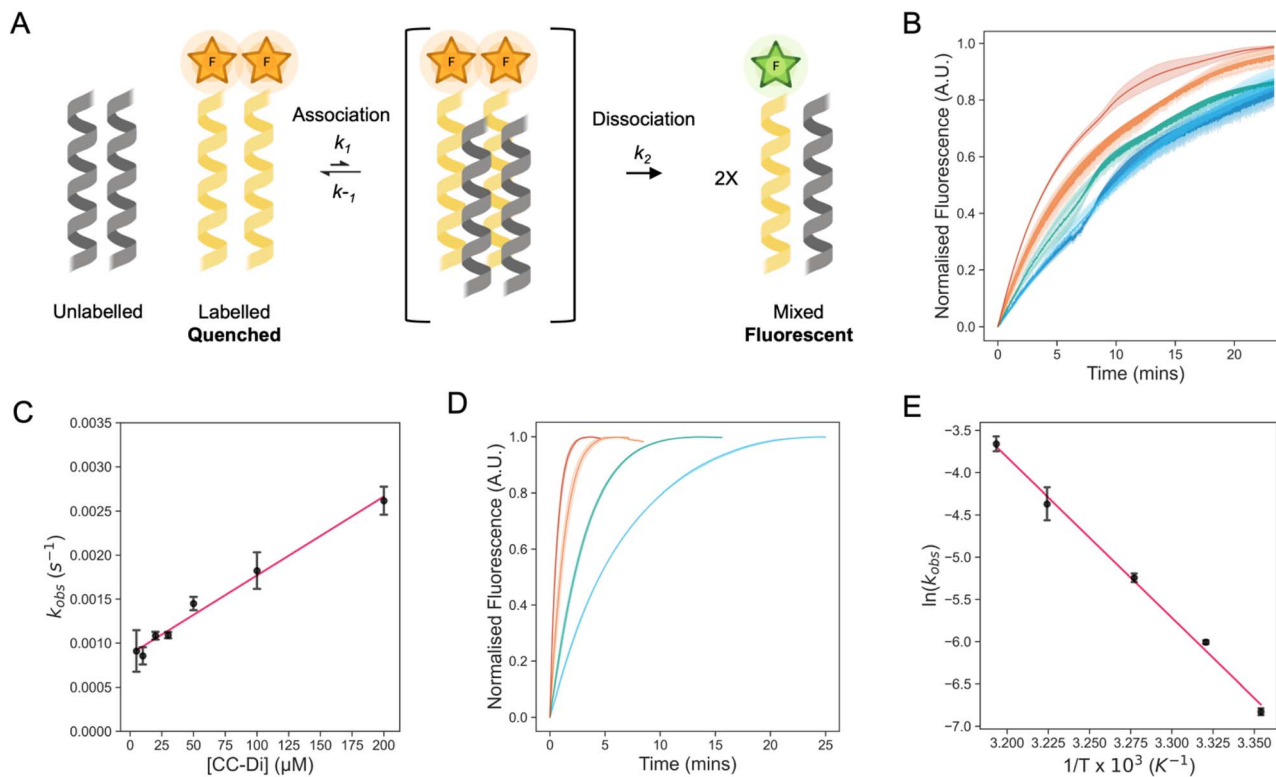 A
F F
F F
F
Association
k₁
k-₁
Dissociation
k₂
2X
Unlabelled
Labelled
Quenched
Mixed
Fluorescent
B
Normalised Fluorescence (A.U.)
1.0
0.8
0.6
0.4
0.2
0.0
0 5 10 15 20
Time (mins)
C
k_obs (s⁻¹)
0.0035
0.0030
0.0025
0.0020
0.0015
0.0010
0.0005
0.0000
0 25 50 75 100 125 150 175 200
[CC-Di] (µM)
D
Normalised Fluorescence (A.U.)
1.0
0.8
0.6
0.4
0.2
0.0
0 5 10 15 20 25
Time (mins)
E
ln(k_obs)
−3.5
−4.0
−4.5
−5.0
−5.5
−6.0
−6.5
−7.0
3.200 3.225 3.250 3.275 3.300 3.325 3.350
1/T x 10³ (K⁻¹)